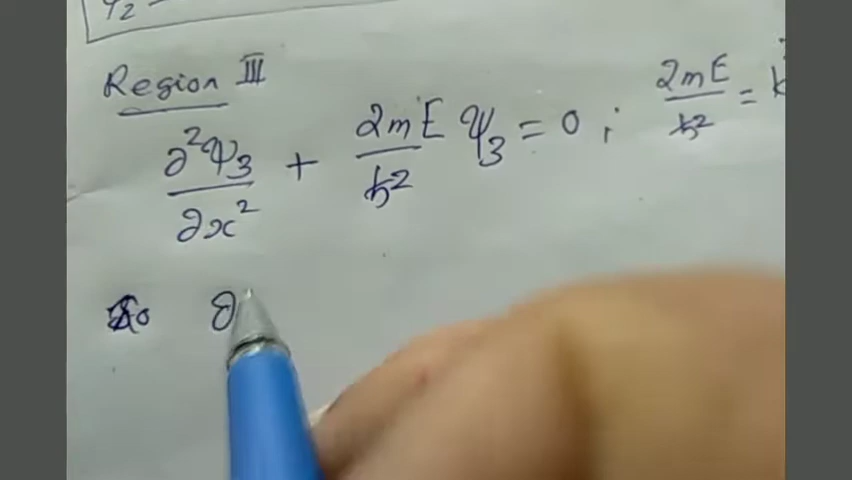 Region III
∂²Ψ₃/∂x² + 2mE/ħ² Ψ₃ = 0 ; 2mE/ħ² = k
So ∂